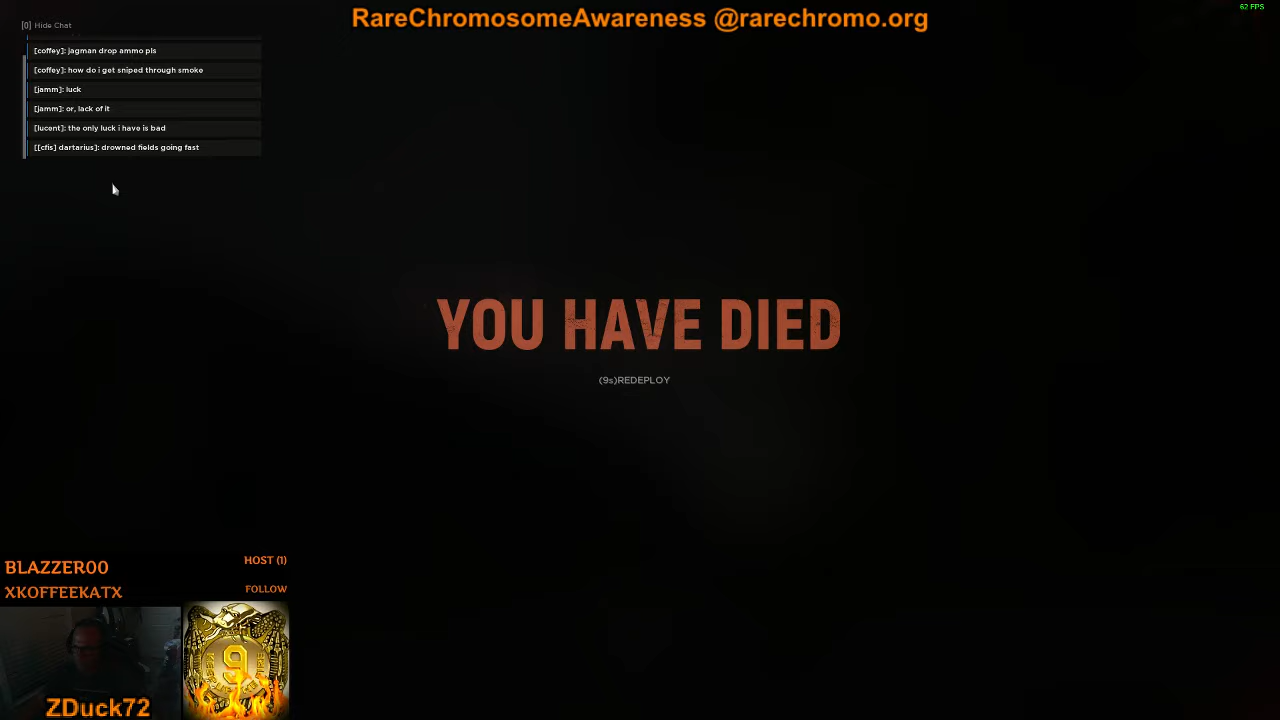 RareChromosomeAwareness @rarechromo.org
62 FPS
[0] Hide Chat
[coffey]: jagman drop ammo pls
[coffey]: how do i get sniped through smoke
[jamm]: luck
[jamm]: or, lack of it
[lucent]: the only luck i have is bad
[[cfis] dartarius]: drowned fields going fast
YOU HAVE DIED
(9s)REDEPLOY
BLAZZER00
HOST (1)
XKOFFEEKATX
FOLLOW
9
ZDuck72